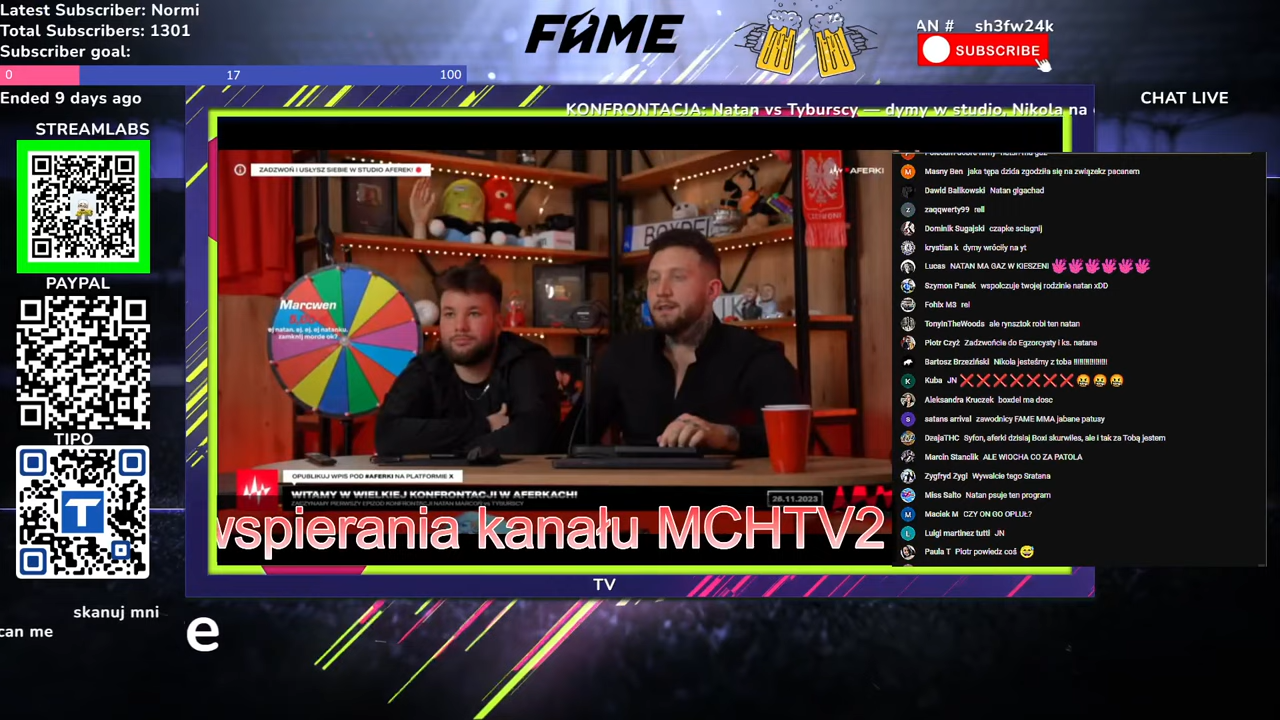 Latest Subscriber: Normi
Total Subscribers: 1301
Subscriber goal:
0 17 100
Ended 9 days ago
STREAMLABS
PAYPAL
TIPO
T
skanuj mni
can me
e
FAME
AN # sh3fw24k
SUBSCRIBE
CHAT LIVE
KONFRONTACJA: Natan vs Tyburscy — dymy w studio, Nikola na
ZADZWOŃ I USŁYSZ SIEBIE W STUDIO AFEREK!
AFERKI
BOXDEL
Marcwen
zamknij morde ok?
OPUBLIKUJ WPIS POD #AFERKI NA PLATFORMIE X
WITAMY W WIELKIEJ KONFRONTACJI W AFERKACH!
26.11.2023
wspierania kanału MCHTV2
TV
Masny Ben jaka tępa dzida zgodziła się na związekz pacanem
Dawid Balikowski Natan gigachad
zaqqwerty99 rell
Dominik Sugajski czapke sciagnij
krystian k dymy wróciły na yt
Lucas NATAN MA GAZ W KIESZENI
Szymon Panek wspolczuje twojej rodzinie natan xDD
Fohix M3 rel
TonyInTheWoods ale rynsztok robi ten natan
Piotr Czyż Zadzwońcie do Egzorcysty i ks. natana
Bartosz Brzeziński Nikola jesteśmy z toba !!!!!!!!!!!!!!!!!!
Kuba JN ❌❌❌❌❌❌❌🤬🤬🤬
Aleksandra Kruczek boxdel ma dosc
satans arrival zawodnicy FAME MMA jabane patusy
DzajaTHC Syfon, aferki dzisiaj Boxi skurwiles, ale i tak za Tobą jestem
Marcin Stanclik ALE WIOCHA CO ZA PATOLA
Zygfryd Zygl Wywalcie tego Sratana
Miss Salto Natan psuje ten program
Maciek M CZY ON GO OPLUŁ?
Luigi martinez tutti JN
Paula T Piotr powiedz coś 😅